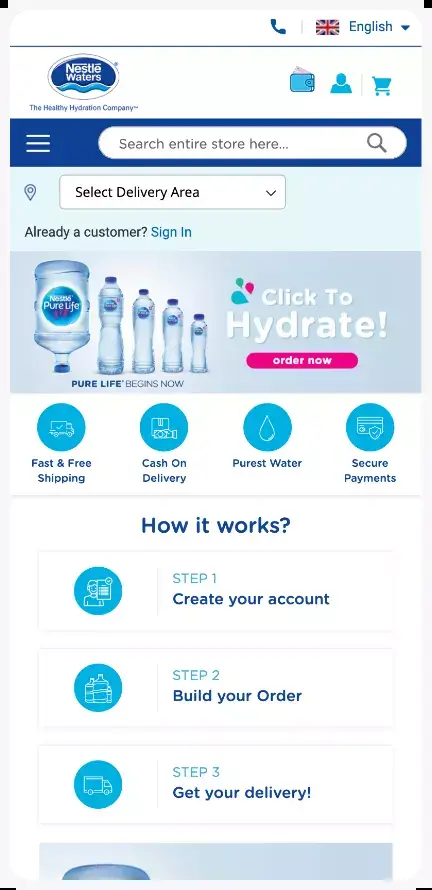 English
Nestlé
Waters
The Healthy Hydration Company™
Search entire store here...
Select Delivery Area
Already a customer? Sign In
Nestlé
Pure Life
Click To
Hydrate!
order now
PURE LIFE® BEGINS NOW
Fast & Free
Shipping
Cash On
Delivery
Purest Water
Secure
Payments
How it works?
STEP 1
Create your account
STEP 2
Build your Order
STEP 3
Get your delivery!